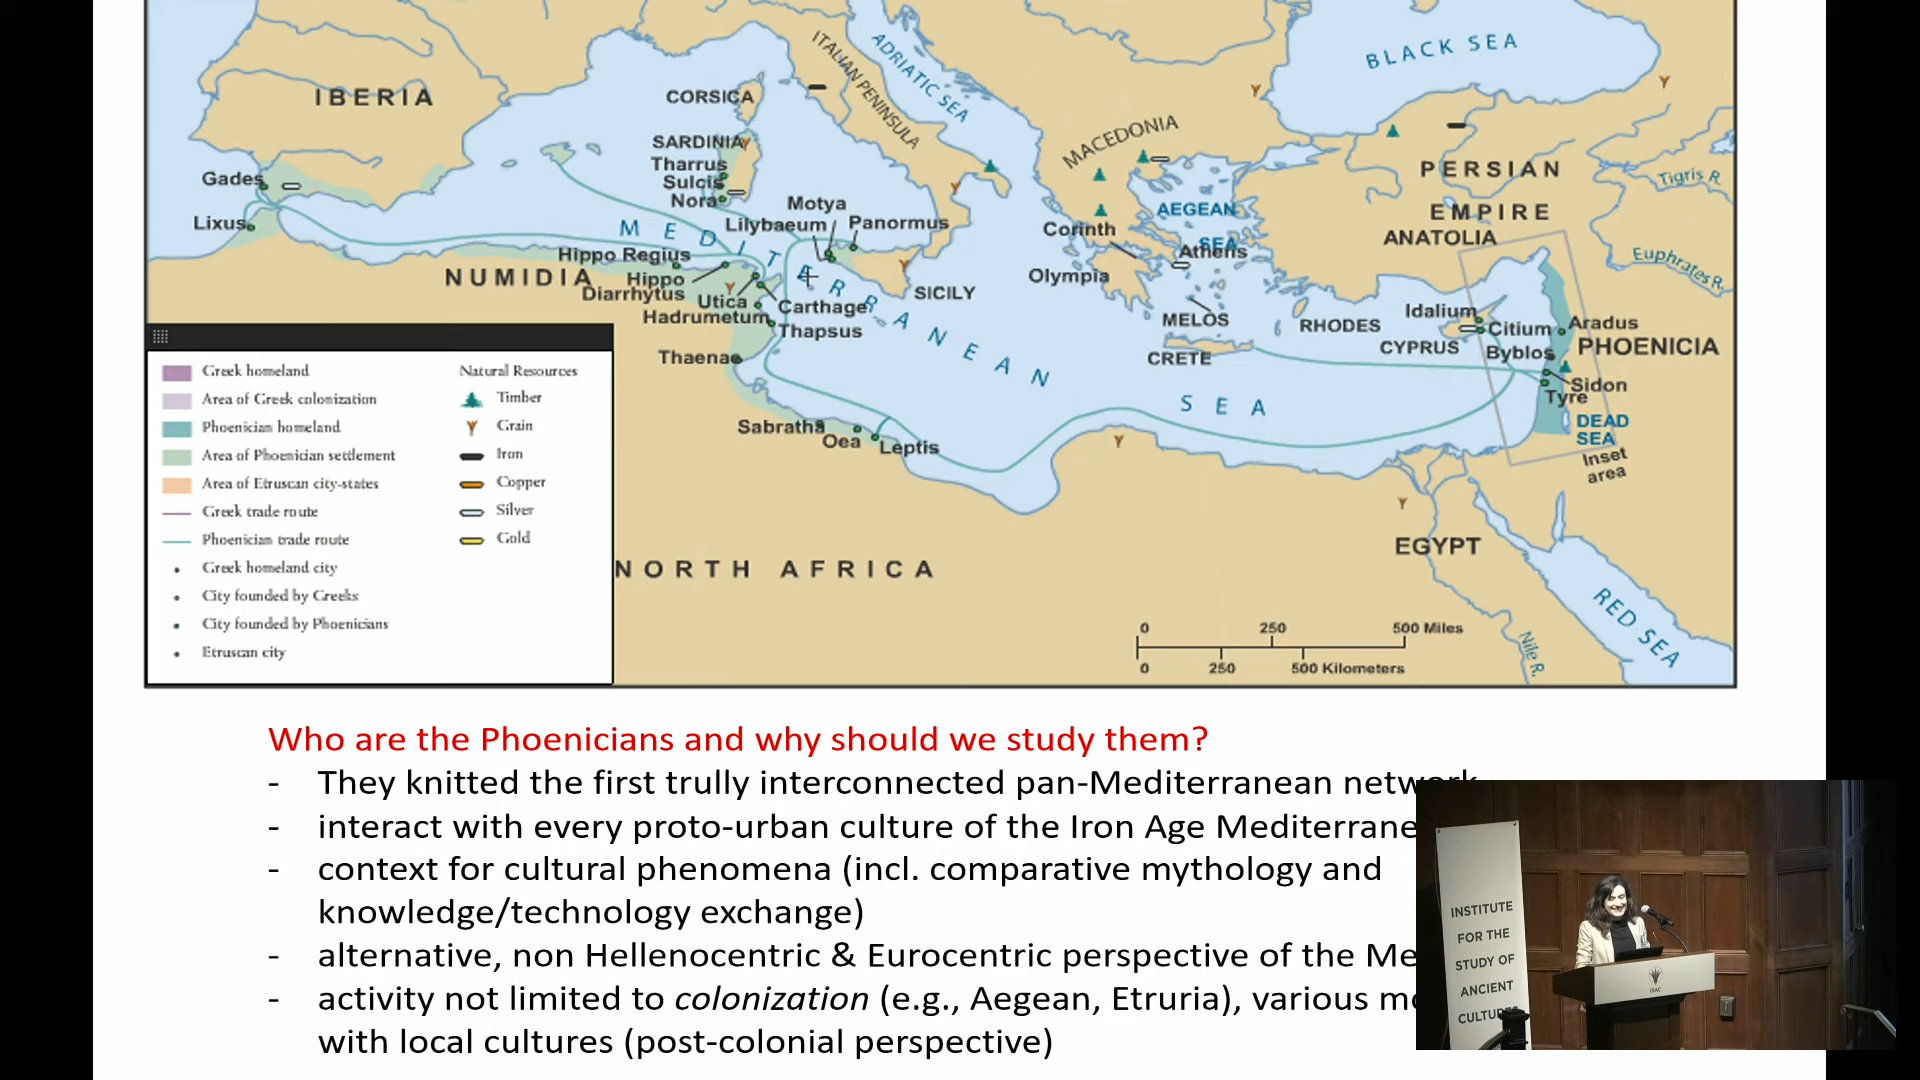 BLACK SEA
ADRIATIC SEA
ITALIAN PENINSULA
IBERIA
CORSICA
MACEDONIA
SARDINIA
Tharrus
Sulcis
Nora
PERSIAN
EMPIRE
ANATOLIA
Tigris R.
Euphrates R.
Gades
Lixus
Motya
Lilybaeum
Panormus
AEGEAN
SEA
Corinth
Athens
Olympia
MEDITERRANEAN
SEA
Hippo Regius
NUMIDIA
Hippo
Diarrhytus
Utica
Carthage
Hadrumetum
Thapsus
Thaenae
SICILY
MELOS
RHODES
CRETE
Idalium
Citium
CYPRUS
Aradus
PHOENICIA
Byblos
Sidon
Tyre
DEAD
SEA
Inset
area
Sabratha
Oea
Leptis
EGYPT
NORTH AFRICA
RED SEA
Nile R.
0 250 500 Miles
0 250 500 Kilometers
Greek homeland
Area of Greek colonization
Phoenician homeland
Area of Phoenician settlement
Area of Etruscan city-states
Greek trade route
Phoenician trade route
Greek homeland city
City founded by Greeks
City founded by Phoenicians
Etruscan city
Natural Resources
Timber
Grain
Iron
Copper
Silver
Gold
Who are the Phoenicians and why should we study them?
- They knitted the first trully interconnected pan-Mediterranean network
- interact with every proto-urban culture of the Iron Age Mediterrane
- context for cultural phenomena (incl. comparative mythology and
knowledge/technology exchange)
- alternative, non Hellenocentric & Eurocentric perspective of the Me
- activity not limited to colonization (e.g., Aegean, Etruria), various mo
with local cultures (post-colonial perspective)
INSTITUTE
FOR THE
STUDY OF
ANCIENT
CULTURES
ISAC